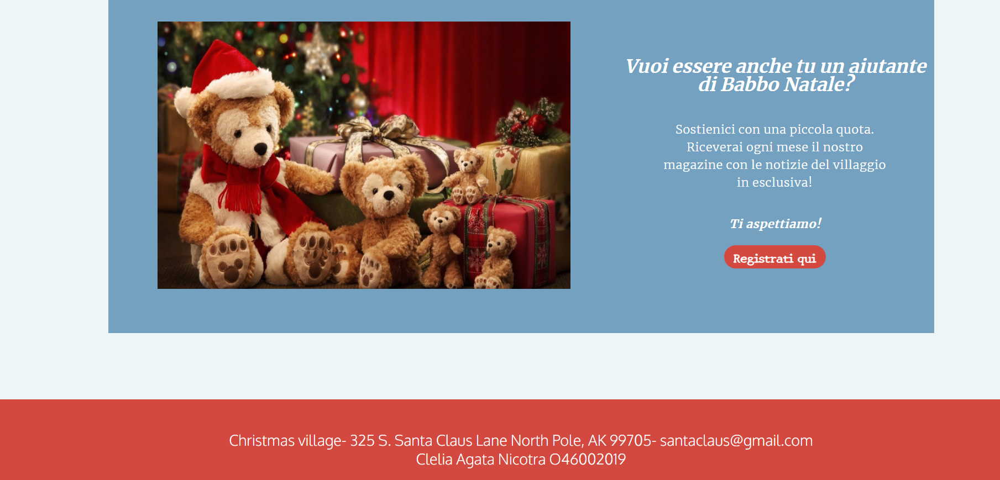 Vuoi essere anche tu un aiutante
di Babbo Natale?
Sostienici con una piccola quota.
Riceverai ogni mese il nostro
magazine con le notizie del villaggio
in esclusiva!
Ti aspettiamo!
Registrati qui
Christmas village- 325 S. Santa Claus Lane North Pole, AK 99705- santaclaus@gmail.com
Clelia Agata Nicotra O46002019